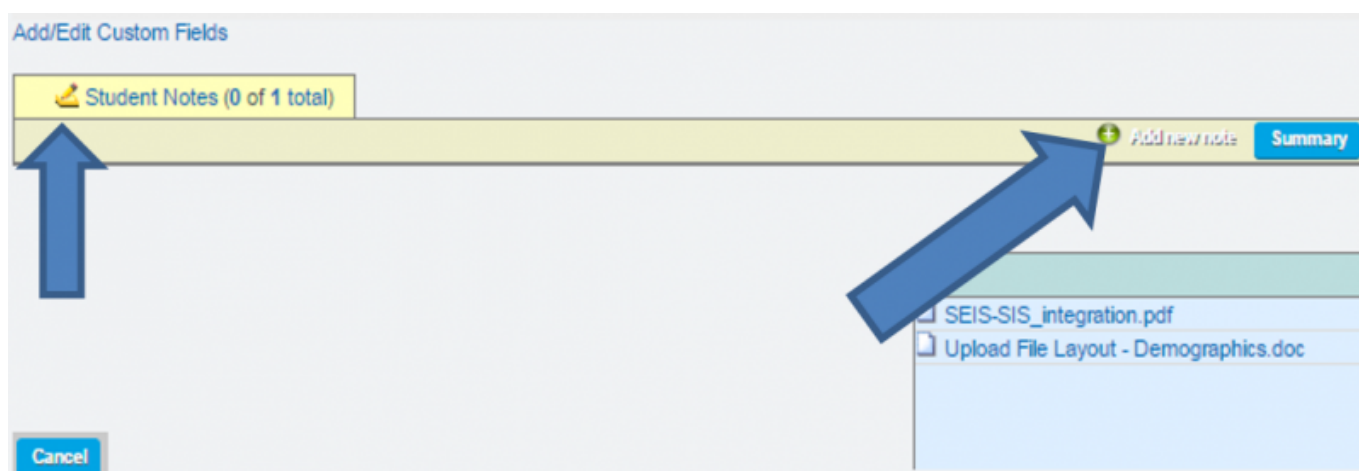 Add/Edit Custom Fields
Student Notes (0 of 1 total)
Add new note
Summary
SEIS-SIS_integration.pdf
Upload File Layout - Demographics.doc
Cancel